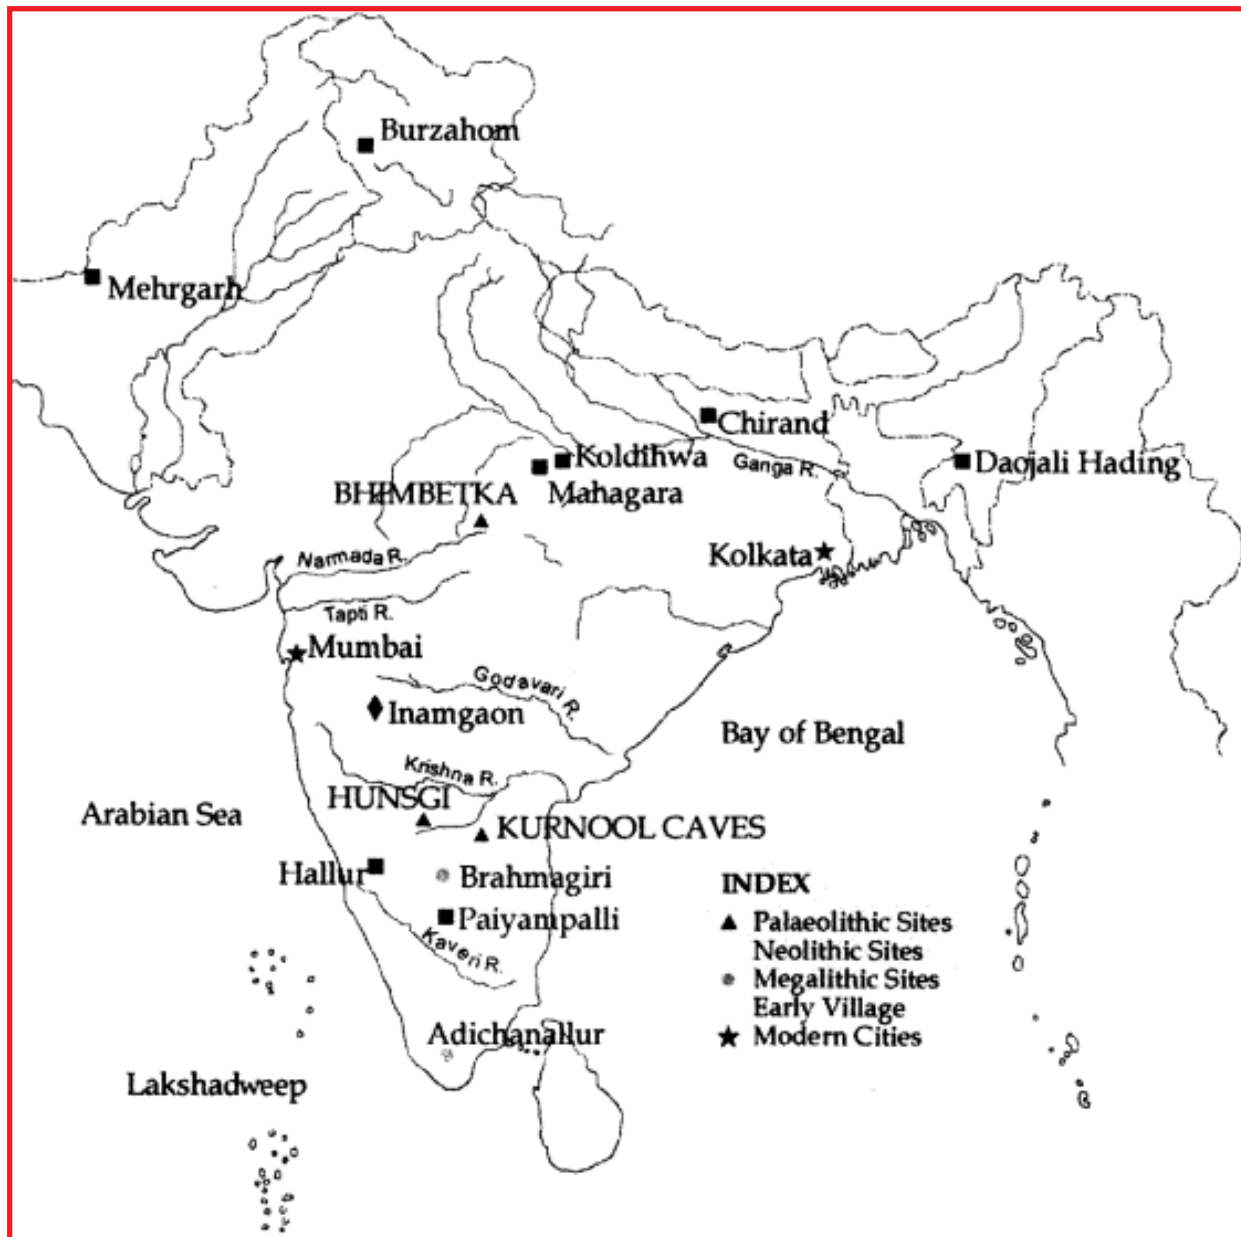 Burzahom
Mehrgarh
Chirand
Koldihwa
Ganga R.
Daojali Hading
Mahagara
BHIMBETKA
Kolkata
Narmada R.
Tapti R.
Mumbai
Godavari R.
Inamgaon
Bay of Bengal
Krishna R.
HUNSGI
Arabian Sea
KURNOOL CAVES
Hallur
Brahmagiri
Paiyampalli
Kaveri R.
INDEX
Palaeolithic Sites
Neolithic Sites
Megalithic Sites
Early Village
Modern Cities
Adichanallur
Lakshadweep